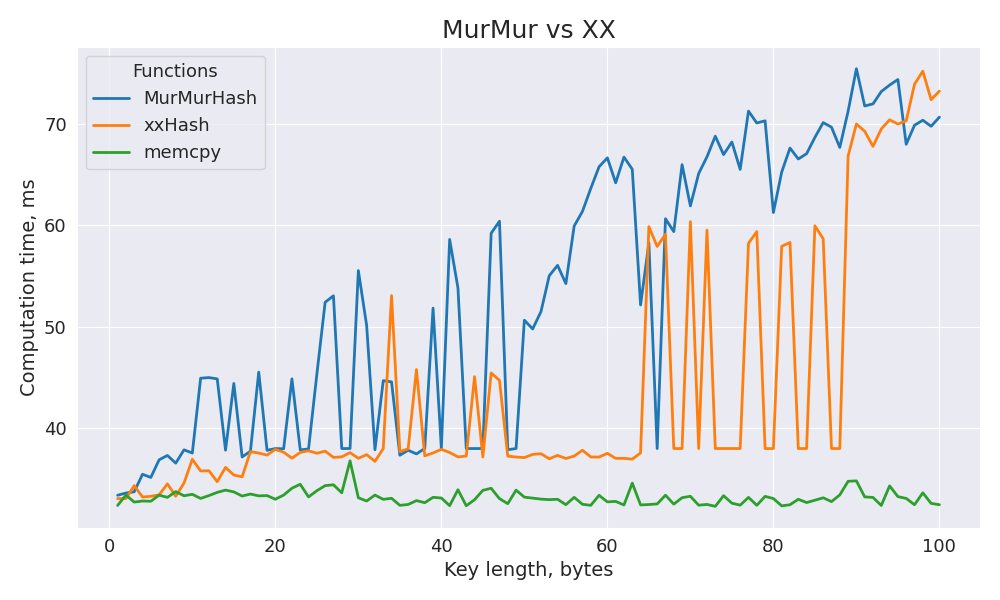 MurMur vs XX
Functions
MurMurHash
xxHash
memcpy
Computation time, ms
70
60
50
40
0
20
40
60
80
100
Key length, bytes